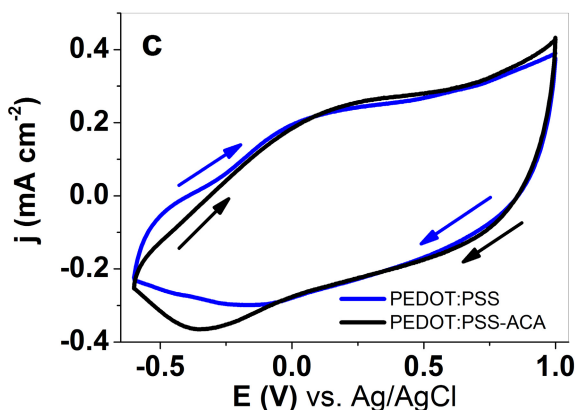 c
j (mA cm⁻²)
0.4
0.2
0.0
-0.2
-0.4
PEDOT:PSS
PEDOT:PSS-ACA
-0.5 0.0 0.5 1.0
E (V) vs. Ag/AgCl